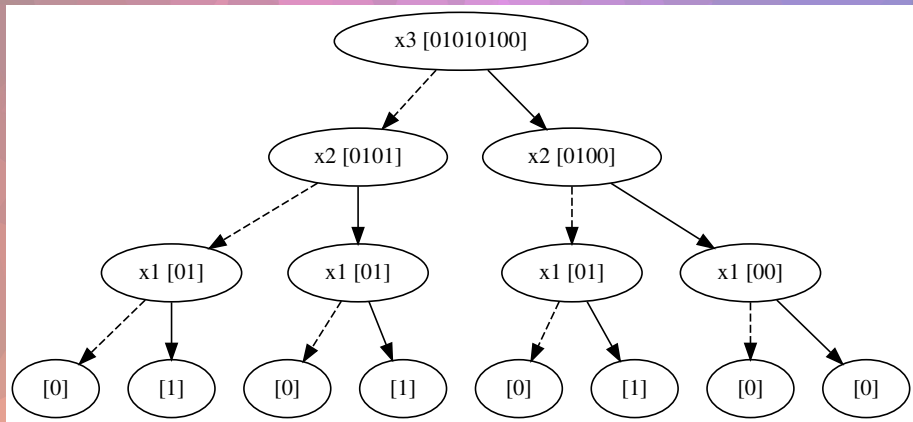 x3 [01010100]
x2 [0101] x2 [0100]
x1 [01] x1 [01] x1 [01] x1 [00]
[0] [1] [0] [1] [0] [1] [0] [0]